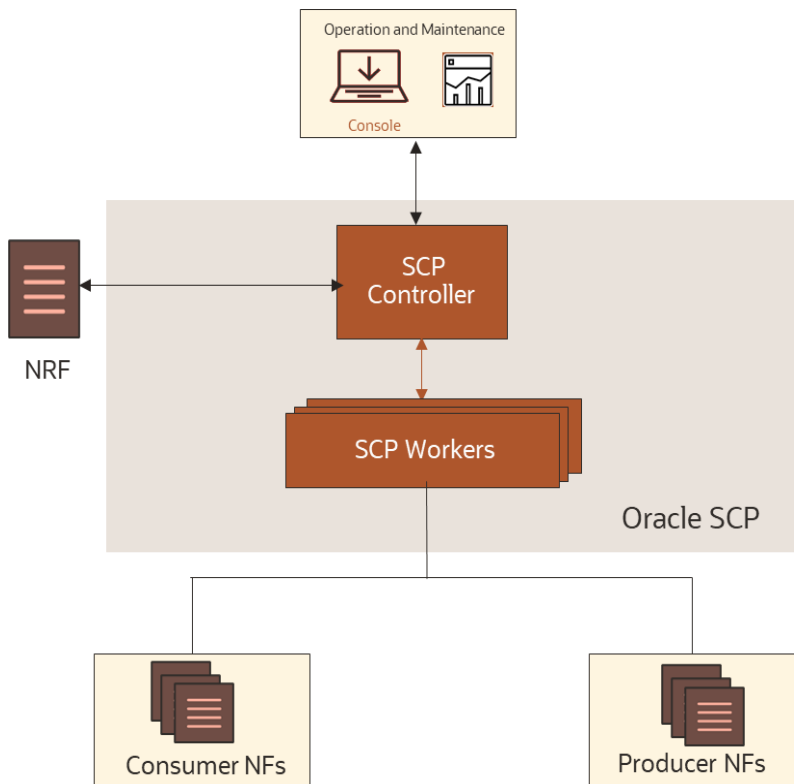 Operation and Maintenance
Console
SCP
Controller
NRF
SCP Workers
Oracle SCP
Consumer NFs
Producer NFs